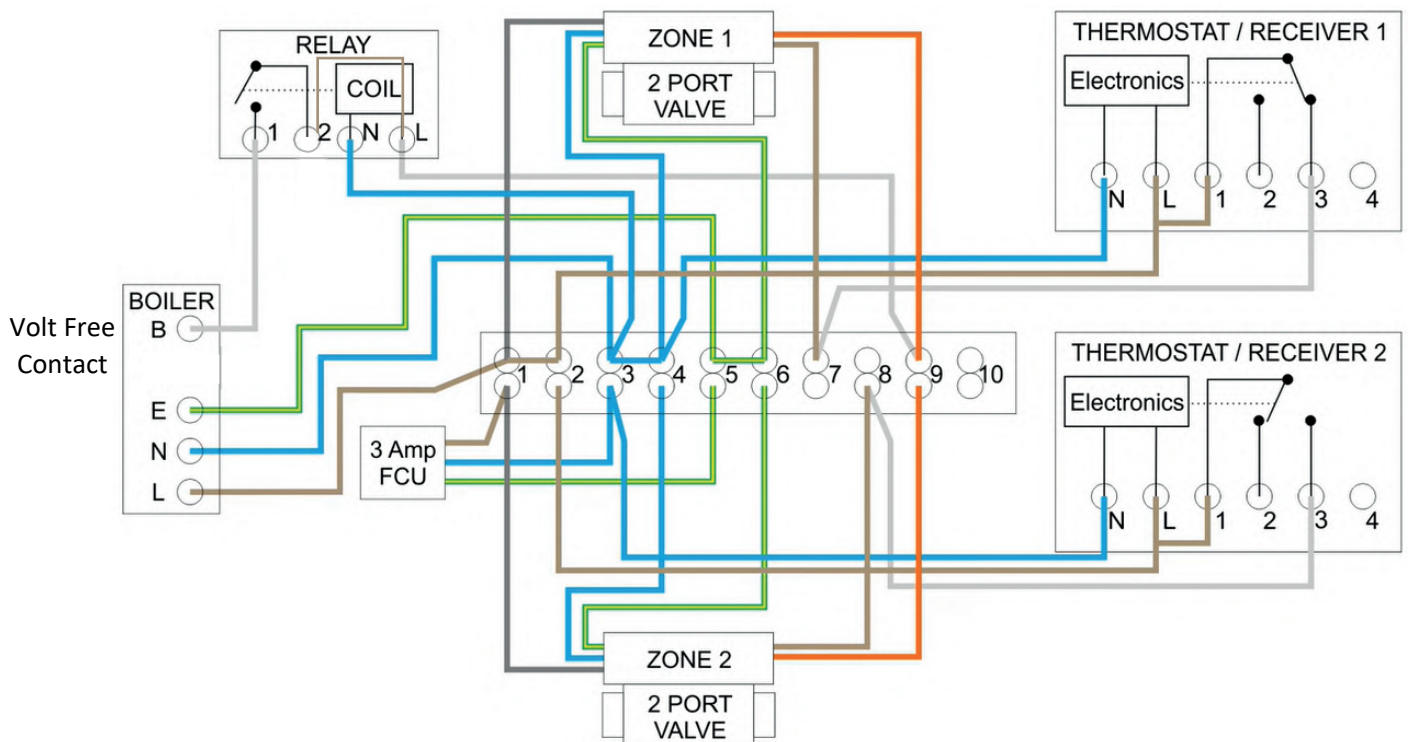 RELAY
COIL
1 2 N L
ZONE 1
2 PORT
VALVE
THERMOSTAT / RECEIVER 1
Electronics
N L 1 2 3 4
Volt Free
Contact
BOILER
B
E
N
L
1 2 3 4 5 6 7 8 9 10
3 Amp
FCU
THERMOSTAT / RECEIVER 2
Electronics
N L 1 2 3 4
ZONE 2
2 PORT
VALVE